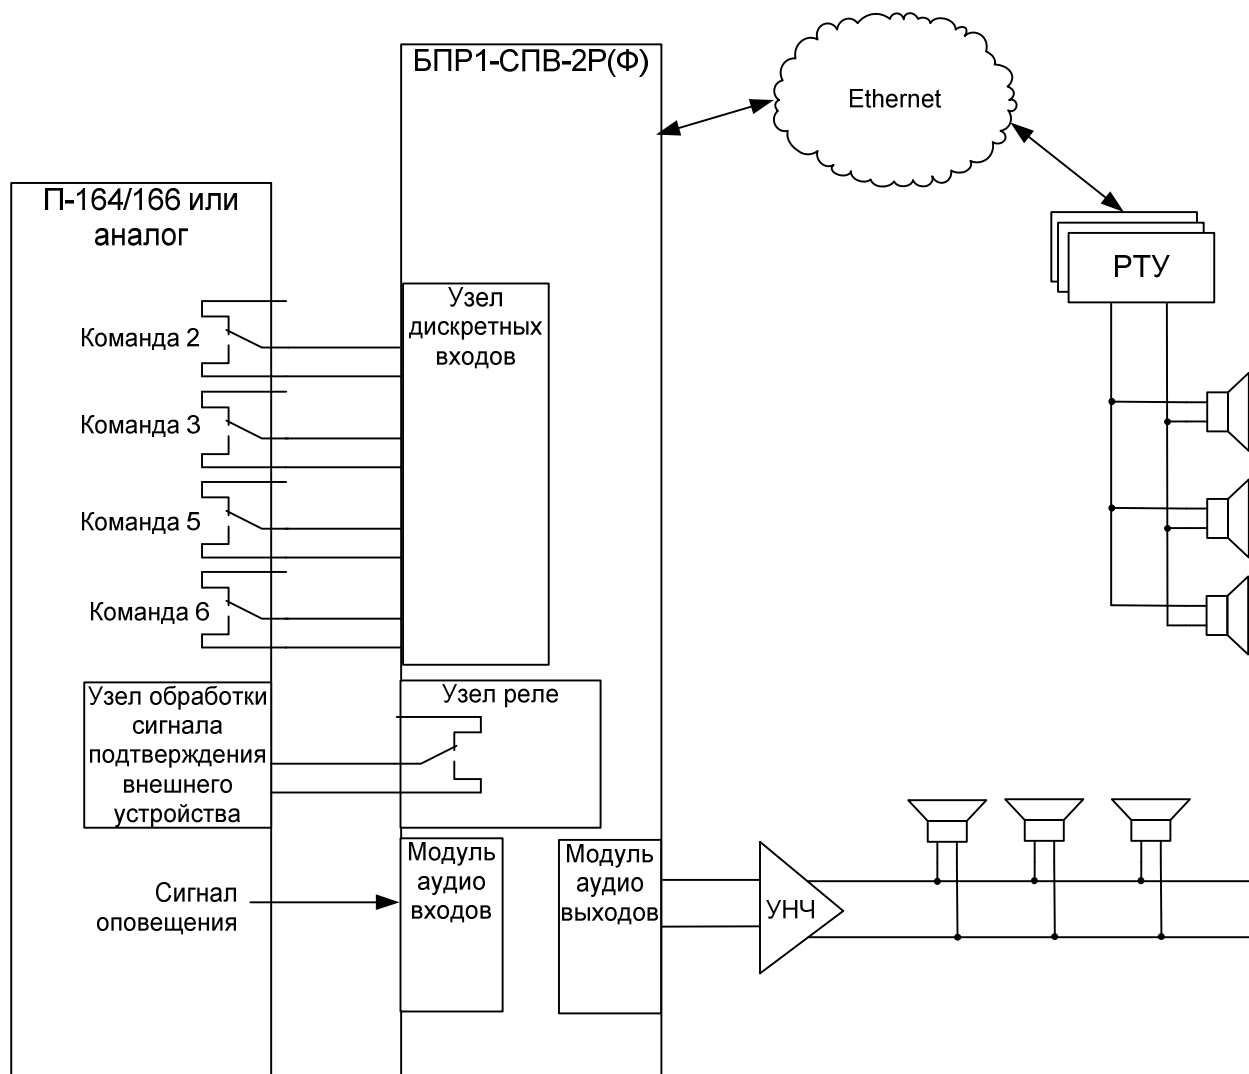 БПР1-СПВ-2Р(Ф)
Ethernet
П-164/166 или
аналог
РТУ
Узел
дискретных
входов
Команда 2
Команда 3
Команда 5
Команда 6
Узел обработки
сигнала
подтверждения
внешнего
устройства
Узел реле
Модуль
аудио
входов
Модуль
аудио
выходов
Сигнал
оповещения
УНЧ